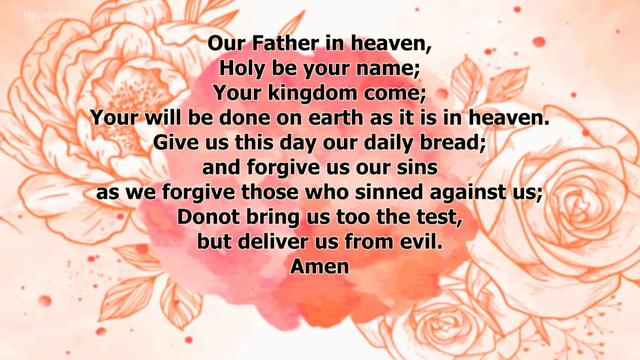 Our Father in heaven,
Holy be your name;
Your kingdom come;
Your will be done on earth as it is in heaven.
Give us this day our daily bread;
and forgive us our sins
as we forgive those who sinned against us;
Donot bring us too the test,
but deliver us from evil.
Amen